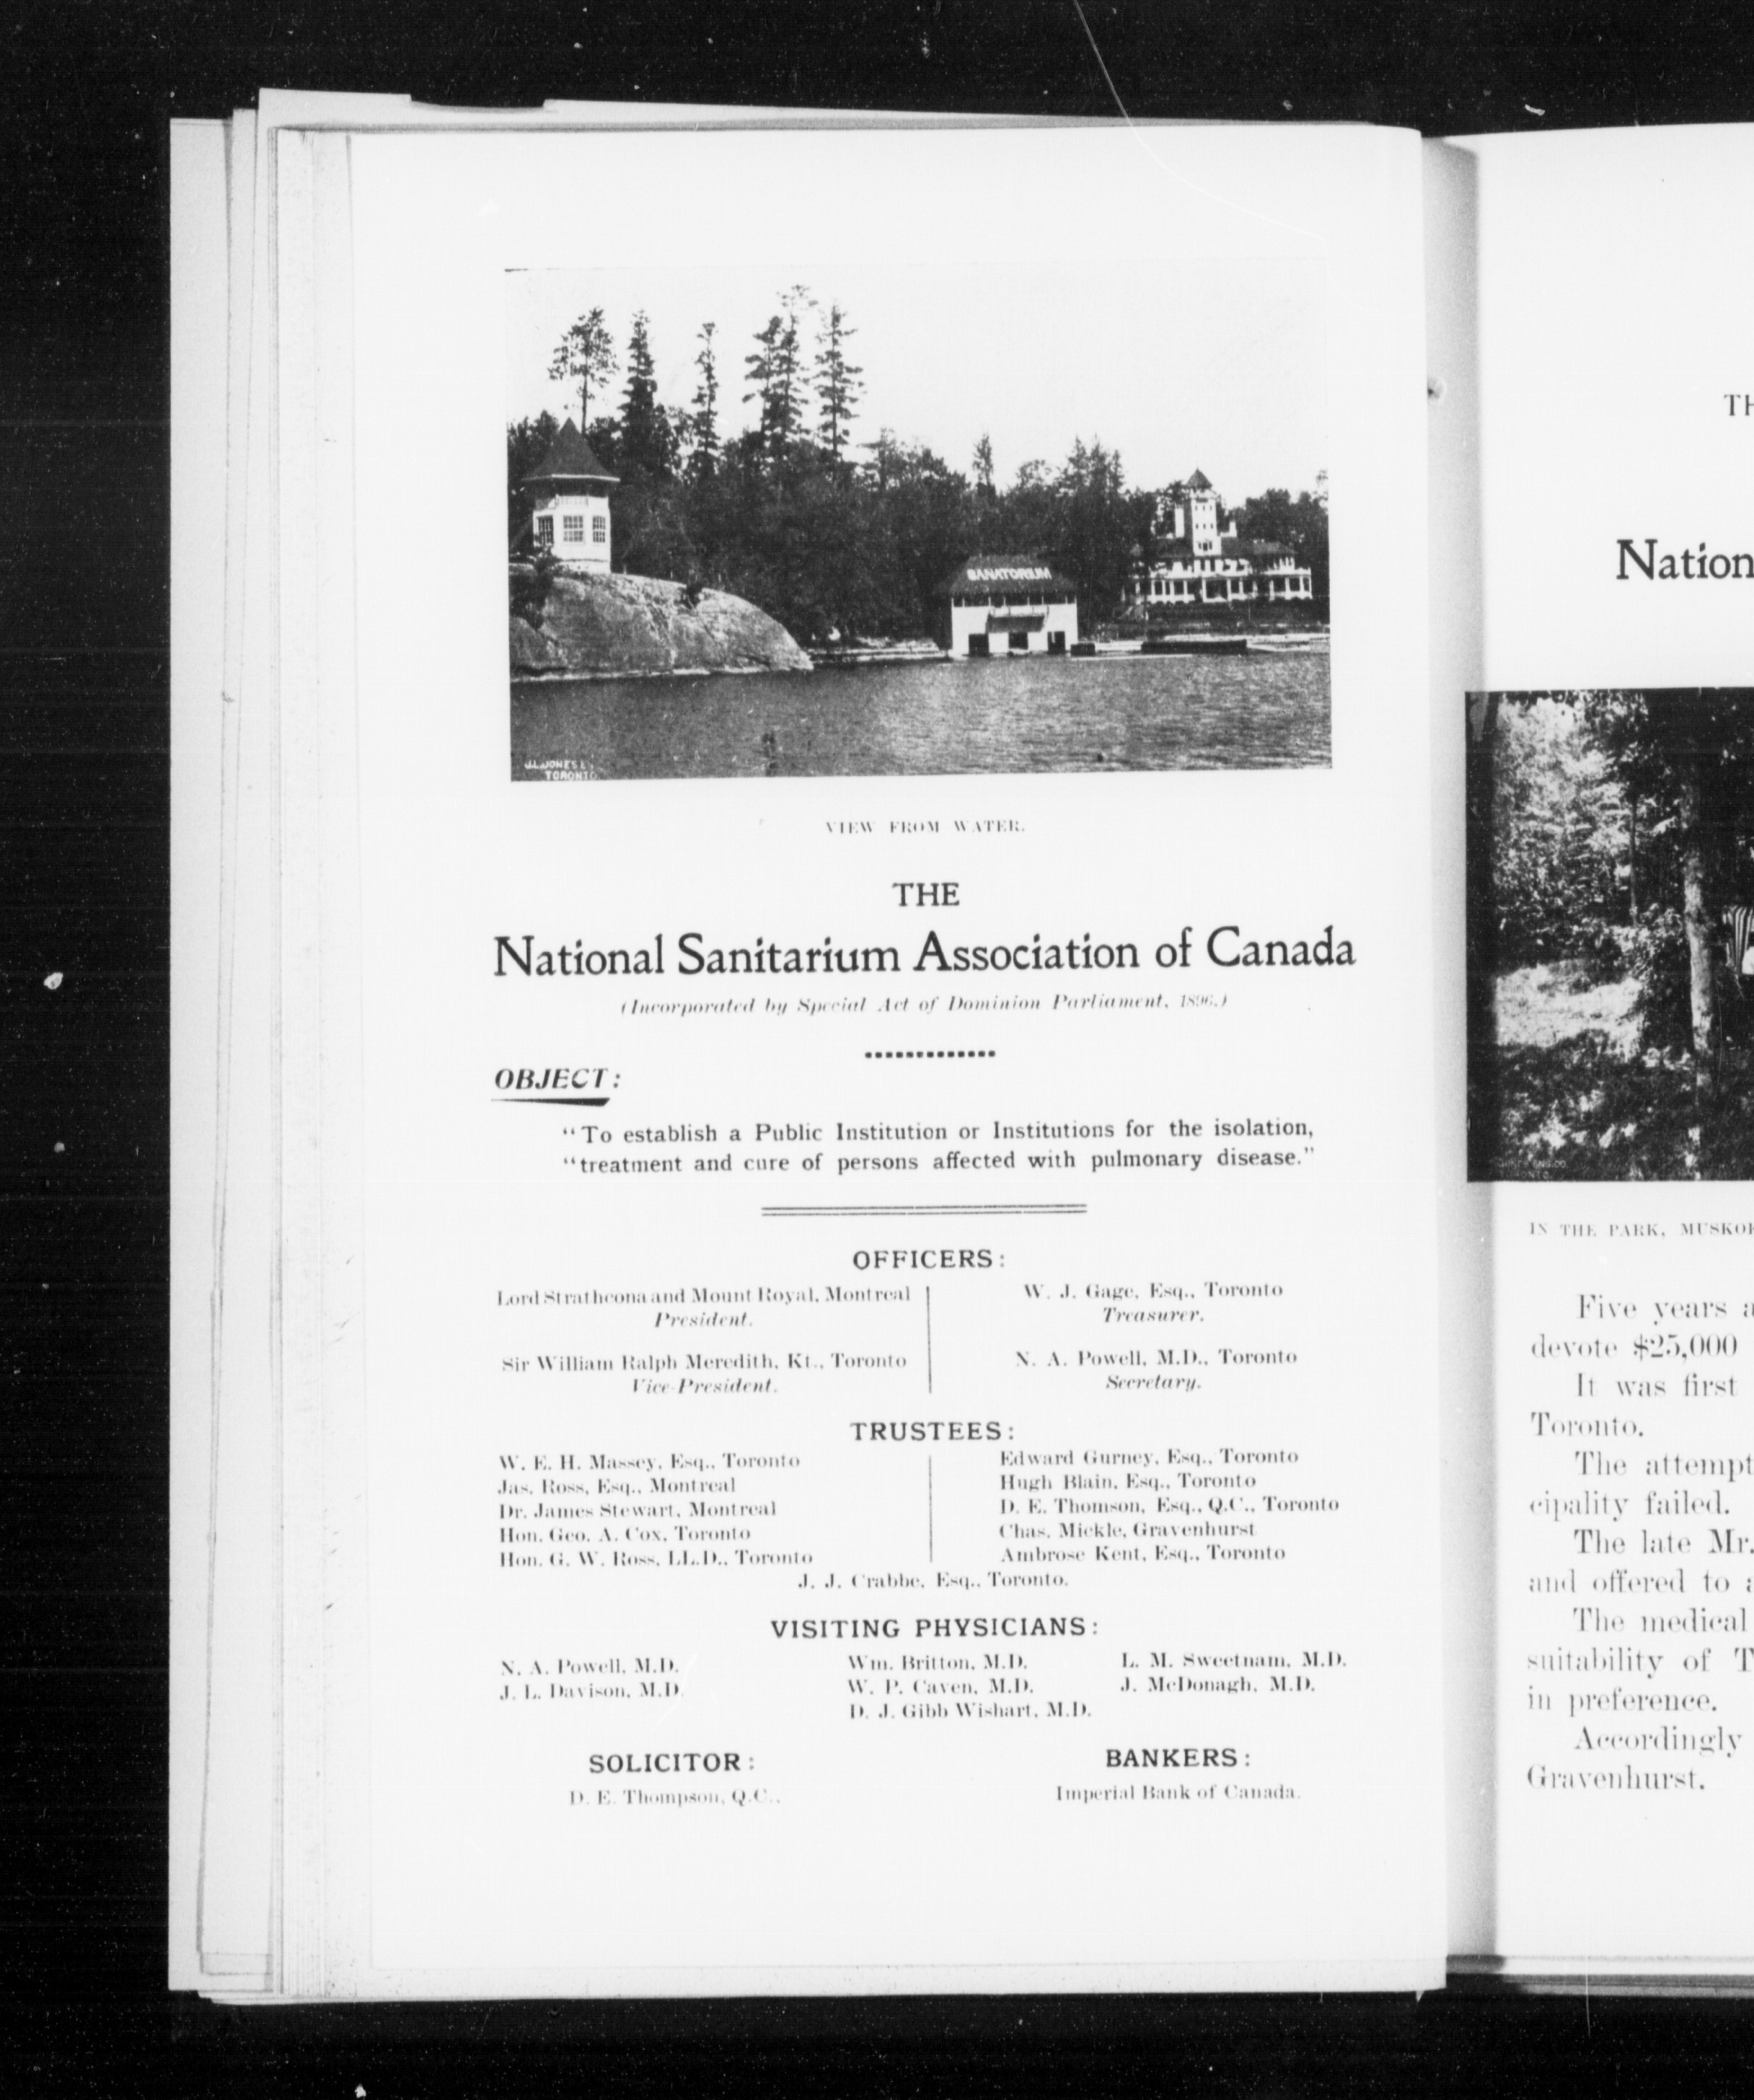 SANATORIUM
J.L.JONES E.
TORONTO
VIEW FROM WATER.
THE
National Sanitarium Association of Canada
(Incorporated by Special Act of Dominion Parliament, 1896.)
OBJECT:
"To establish a Public Institution or Institutions for the isolation,
"treatment and cure of persons affected with pulmonary disease."
OFFICERS:
Lord Strathcona and Mount Royal, Montreal
President.
Sir William Ralph Meredith, Kt., Toronto
Vice-President.
W. J. Gage, Esq., Toronto
Treasurer.
N. A. Powell, M.D., Toronto
Secretary.
TRUSTEES:
W. E. H. Massey, Esq., Toronto
Jas. Ross, Esq., Montreal
Dr. James Stewart, Montreal
Hon. Geo. A. Cox, Toronto
Hon. G. W. Ross, LL.D., Toronto
Edward Gurney, Esq., Toronto
Hugh Blain, Esq., Toronto
D. E. Thomson, Esq., Q.C., Toronto
Chas. Mickle, Gravenhurst
Ambrose Kent, Esq., Toronto
J. J. Crabbe, Esq., Toronto.
VISITING PHYSICIANS:
N. A. Powell, M.D.
J. L. Davison, M.D.
Wm. Britton, M.D.
W. P. Caven, M.D.
D. J. Gibb Wishart, M.D.
L. M. Sweetnam, M.D.
J. McDonagh, M.D.
SOLICITOR:
D. E. Thompson, Q.C.,
BANKERS:
Imperial Bank of Canada.
TH
Nation
IN THE PARK, MUSKOK
Five years a
devote $25,000
It was first
Toronto.
The attempt
cipality failed.
The late Mr.
and offered to a
The medical
suitability of T
in preference.
Accordingly
Gravenhurst.